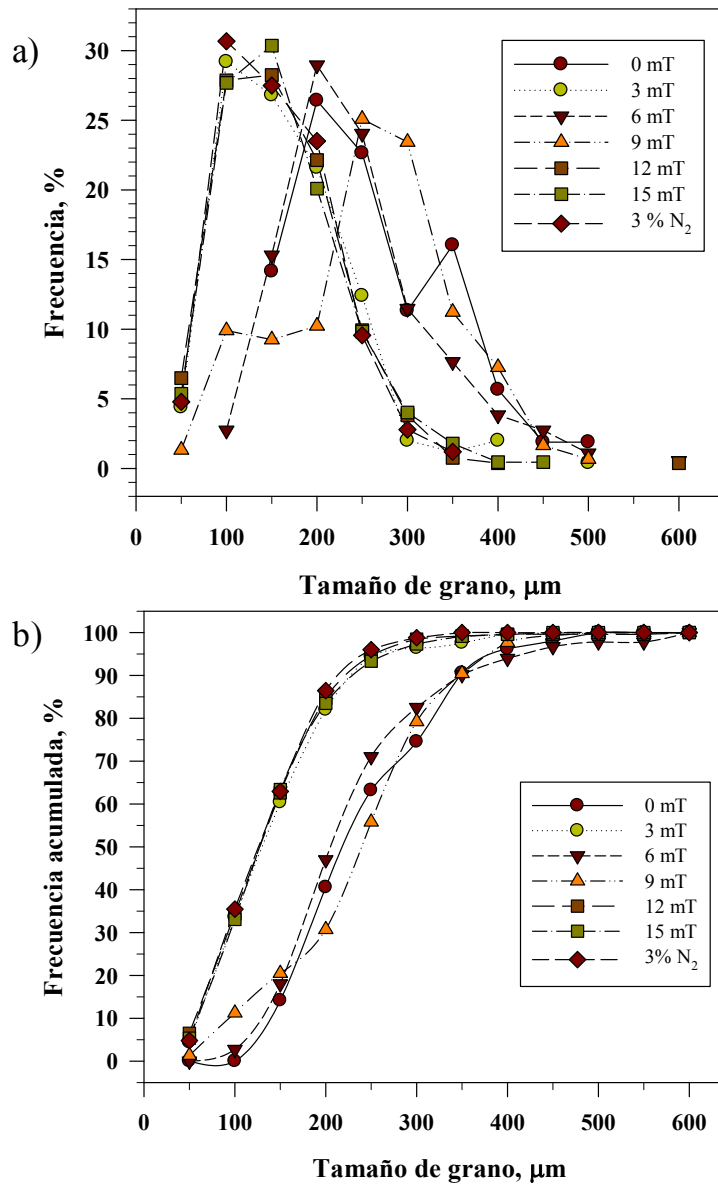 a)
Frecuencia, %
30
25
20
15
10
5
0
0 mT
3 mT
6 mT
9 mT
12 mT
15 mT
3 % N₂
0 100 200 300 400 500 600
Tamaño de grano, μm
b)
Frecuencia acumulada, %
100
90
80
70
60
50
40
30
20
10
0
0 mT
3 mT
6 mT
9 mT
12 mT
15 mT
3% N₂
0 100 200 300 400 500 600
Tamaño de grano, μm